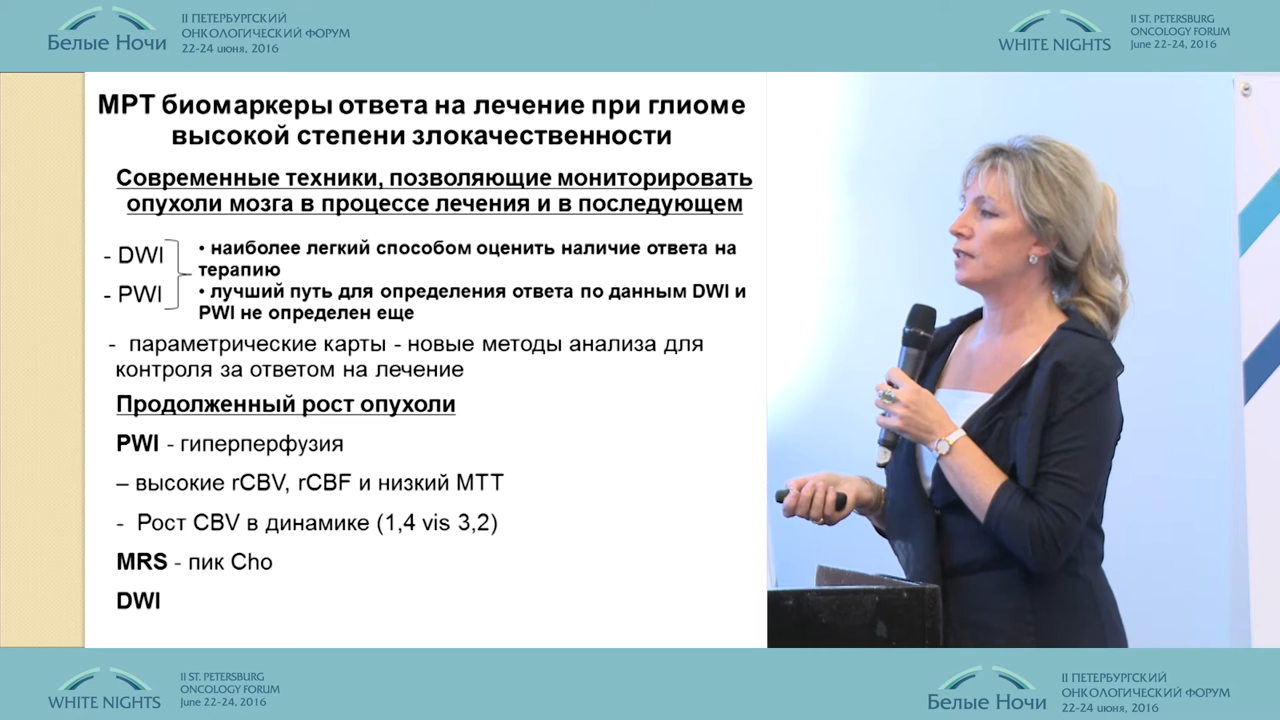 Белые Ночи
II ПЕТЕРБУРГСКИЙ
ОНКОЛОГИЧЕСКИЙ ФОРУМ
22-24 июня, 2016
WHITE NIGHTS
II ST. PETERSBURG
ONCOLOGY FORUM
June 22-24, 2016
МРТ биомаркеры ответа на лечение при глиоме
высокой степени злокачественности
Современные техники, позволяющие мониторировать
опухоли мозга в процессе лечения и в последующем
- DWI
- PWI
• наиболее легкий способом оценить наличие ответа на
терапию
• лучший путь для определения ответа по данным DWI и
PWI не определен еще
- параметрические карты - новые методы анализа для
контроля за ответом на лечение
Продолженный рост опухоли
PWI - гиперперфузия
– высокие rCBV, rCBF и низкий MTT
- Рост CBV в динамике (1,4 vis 3,2)
MRS - пик Cho
DWI
WHITE NIGHTS
II ST. PETERSBURG
ONCOLOGY FORUM
June 22-24, 2016
Белые Ночи
II ПЕТЕРБУРГСКИЙ
ОНКОЛОГИЧЕСКИЙ ФОРУМ
22-24 июня, 2016